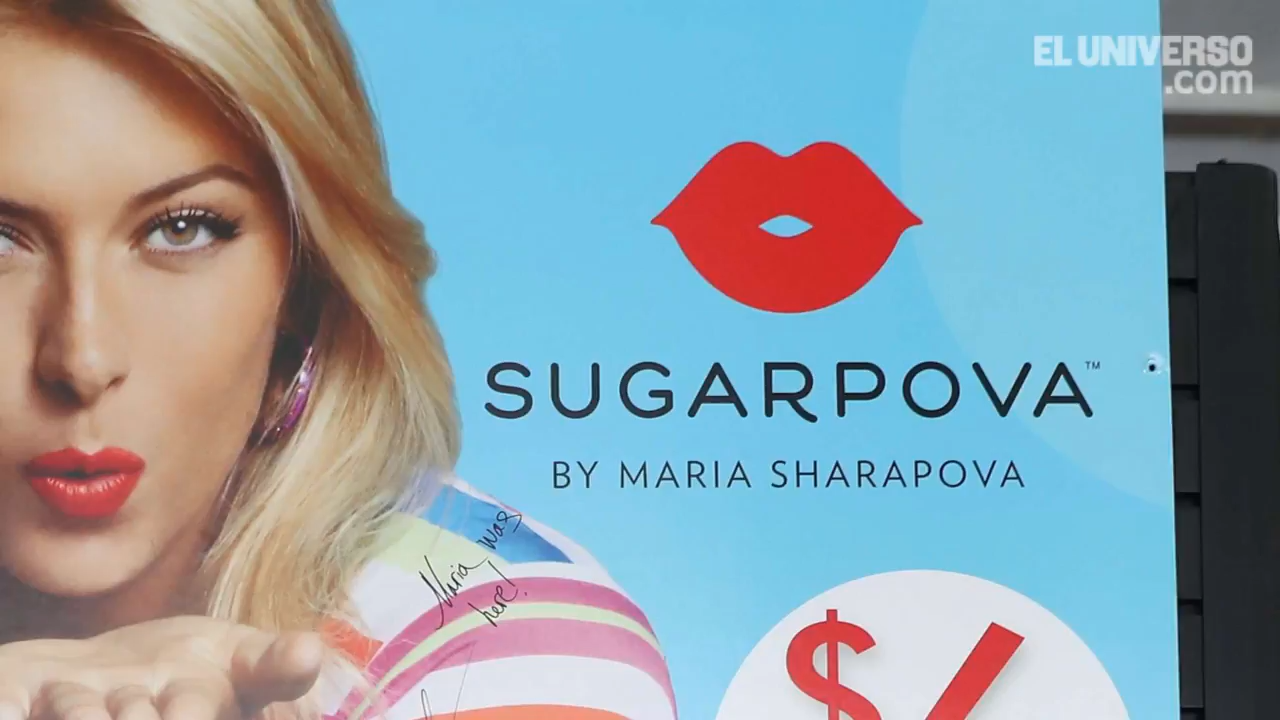 EL UNIVERSO
.com
SUGARPOVA™
BY MARIA SHARAPOVA
Maria was
here!
$